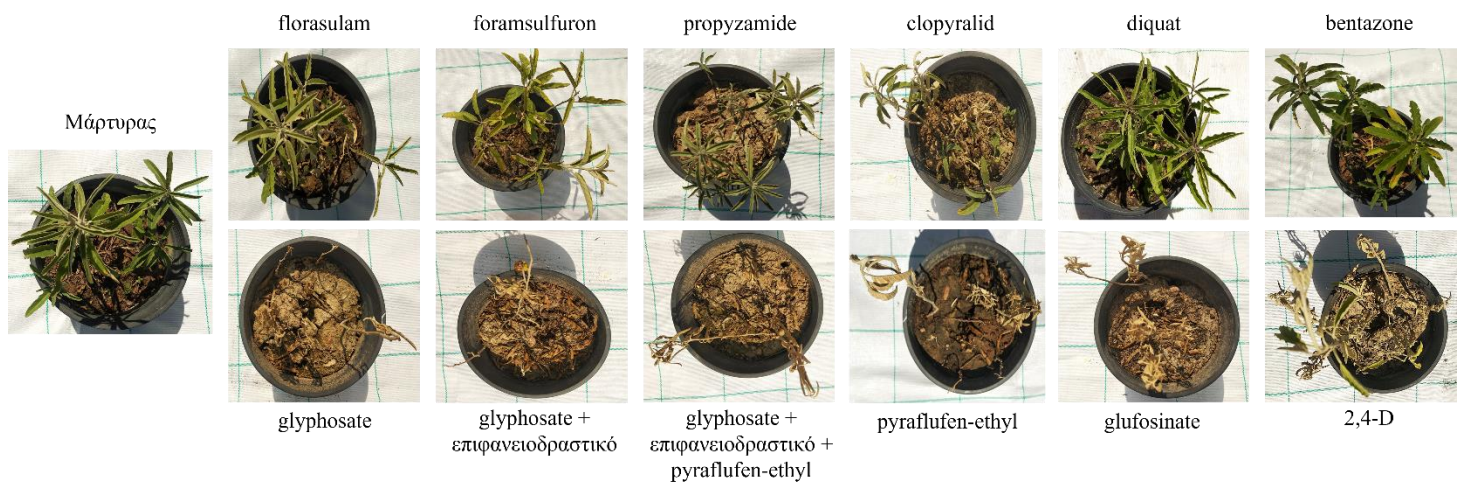 florasulam
foramsulfuron
propyzamide
clopyralid
diquat
bentazone
Μάρτυρας
glyphosate
glyphosate +
επιφανειοδραστικό
glyphosate +
επιφανειοδραστικό +
pyraflufen-ethyl
pyraflufen-ethyl
glufosinate
2,4-D